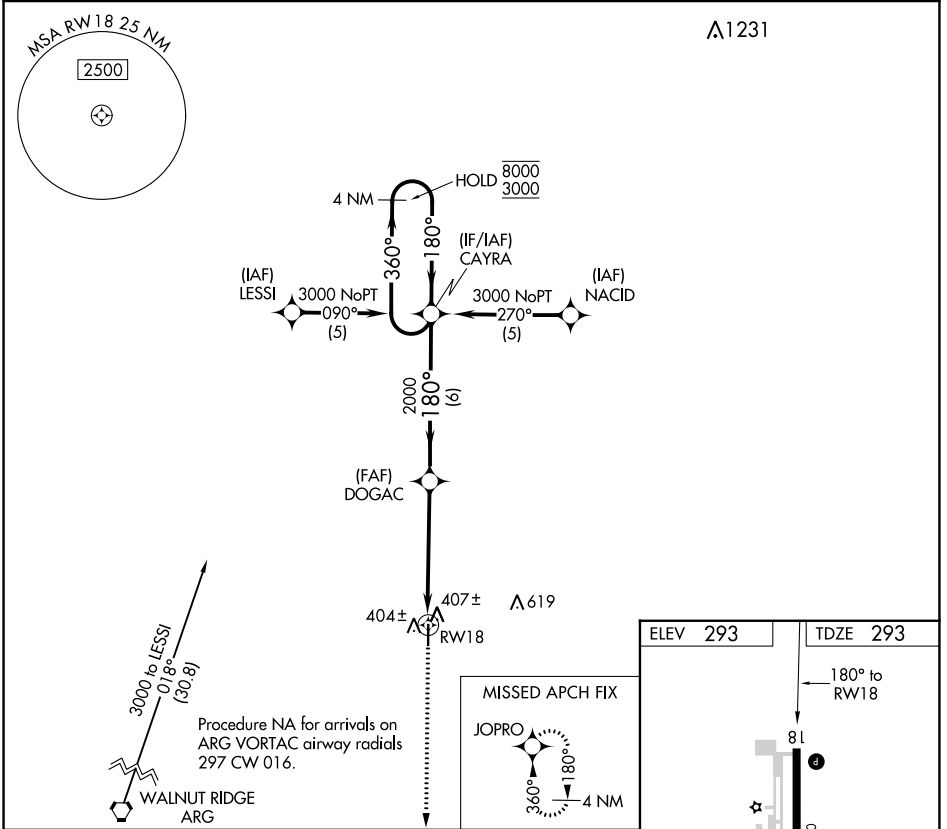 MSA RW18 25 NM
2500
1231
4 NM
HOLD 8000
3000
360°
180°
(IF/IAF)
CAYRA
(IAF)
LESSI
3000 NoPT
090°
(5)
(IAF)
NACID
3000 NoPT
270°
(5)
2000
180°
(6)
(FAF)
DOGAC
404±
407±
619
RW18
3000 to LESSI
018°
(30.8)
WALNUT RIDGE
ARG
Procedure NA for arrivals on
ARG VORTAC airway radials
297 CW 016.
MISSED APCH FIX
JOPRO
360°
180°
4 NM
ELEV 293
TDZE 293
180° to
RW18
18
P